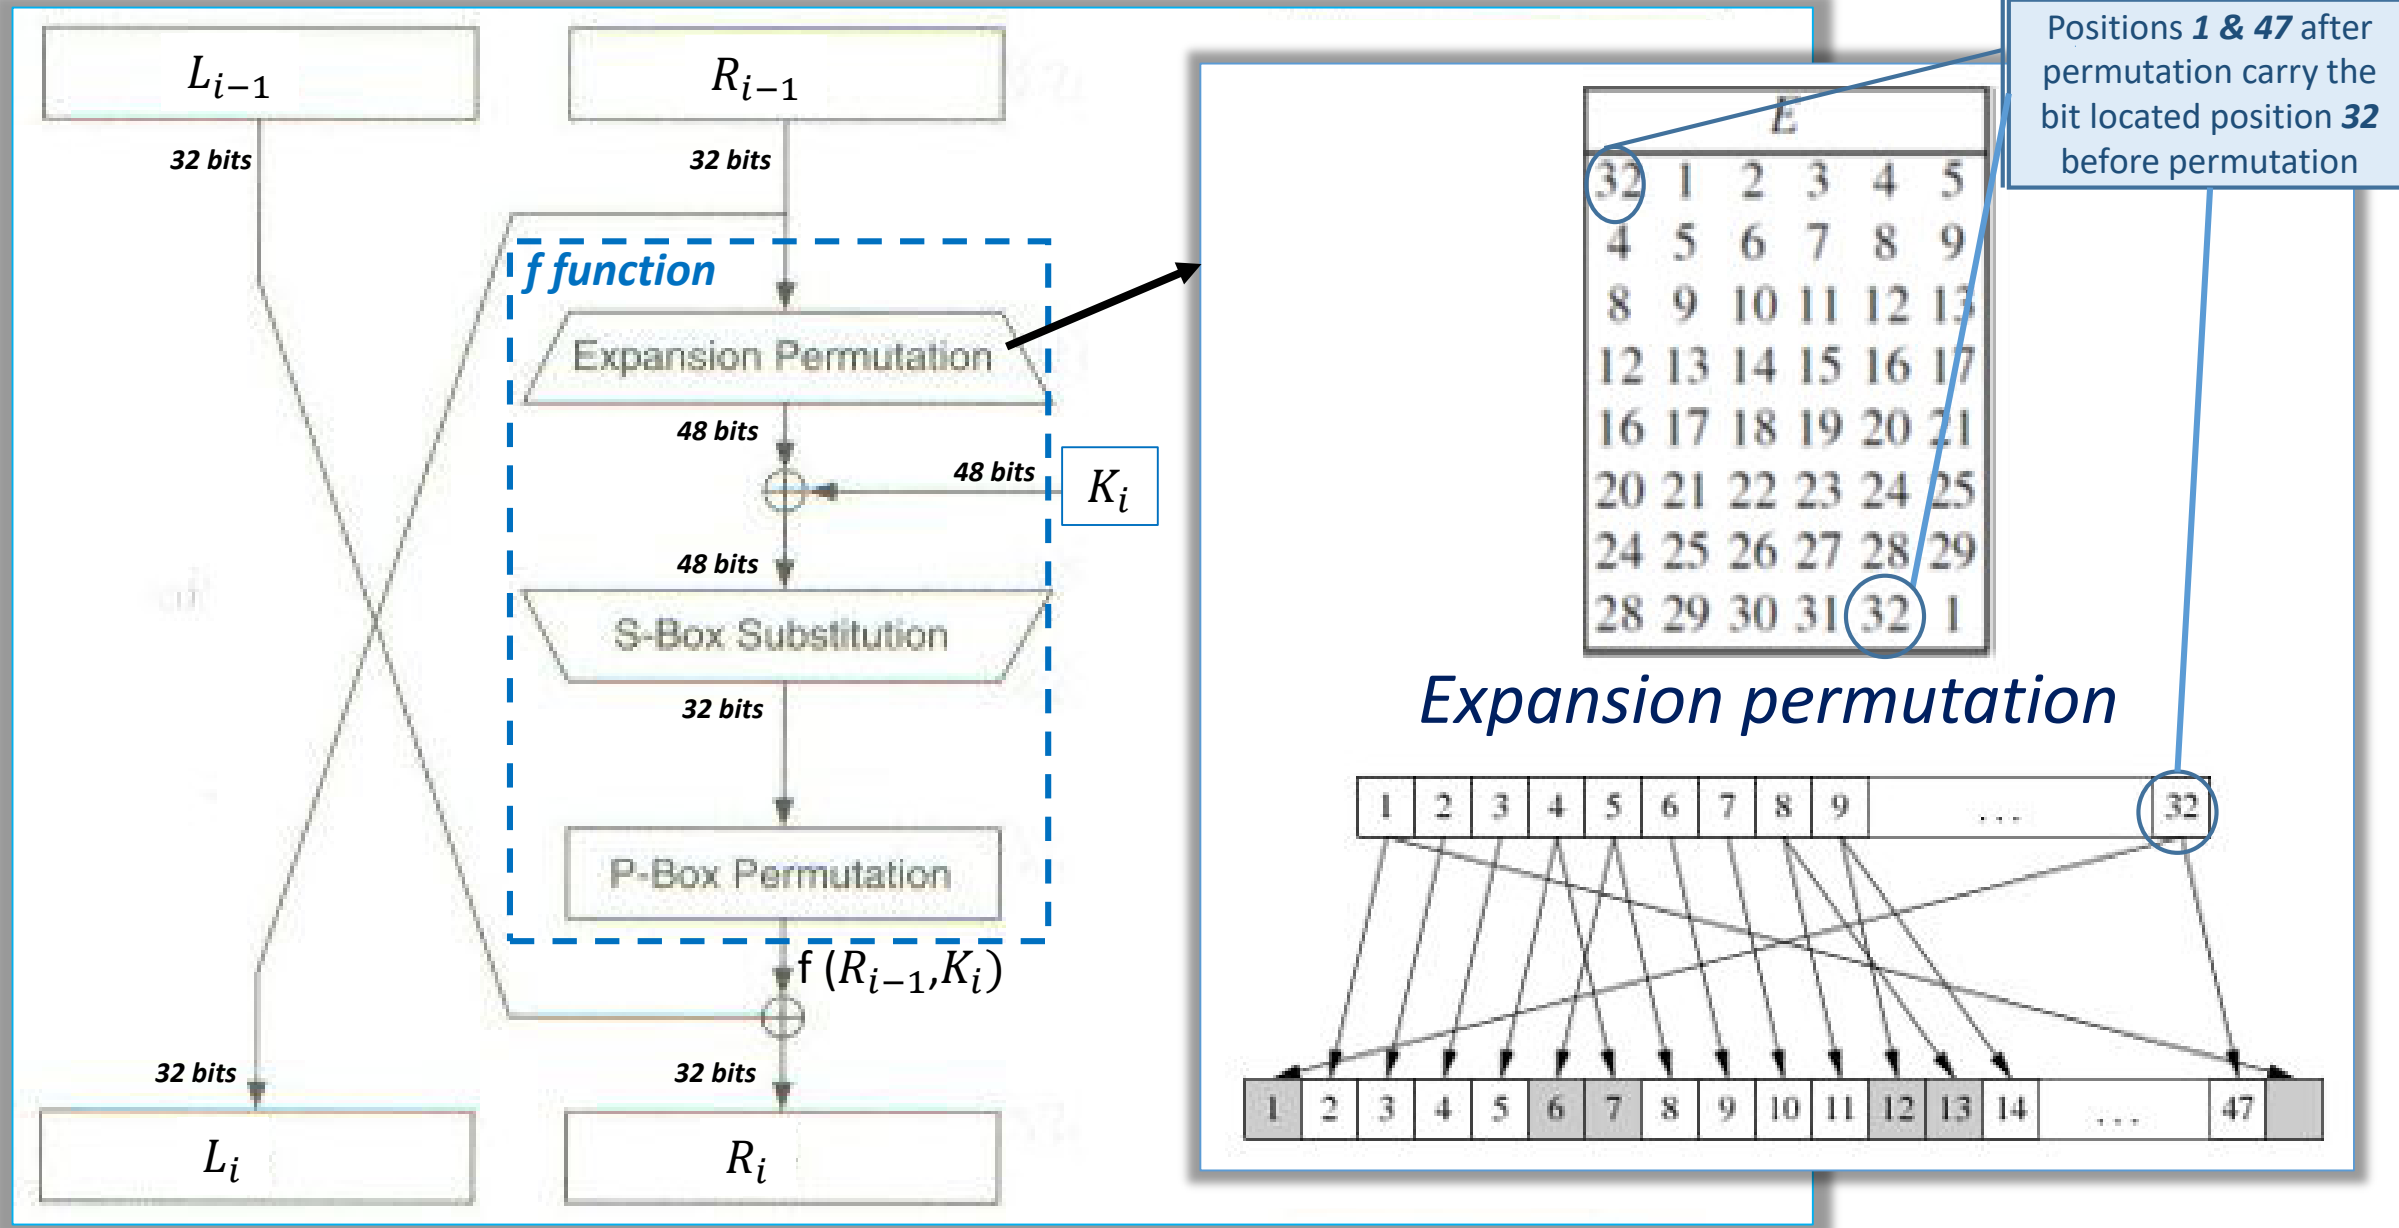 Positions 1 & 47 after
permutation carry the
bit located position 32
before permutation
L_{i−1}
R_{i−1}
32 bits
32 bits
f function
Expansion Permutation
48 bits
48 bits
K_i
48 bits
S-Box Substitution
32 bits
P-Box Permutation
f (R_{i−1},K_i)
32 bits
32 bits
L_i
R_i
E
32 1 2 3 4 5
4 5 6 7 8 9
8 9 10 11 12 13
12 13 14 15 16 17
16 17 18 19 20 21
20 21 22 23 24 25
24 25 26 27 28 29
28 29 30 31 32 1
Expansion permutation
1 2 3 4 5 6 7 8 9 ... 32
1 2 3 4 5 6 7 8 9 10 11 12 13 14 ... 47